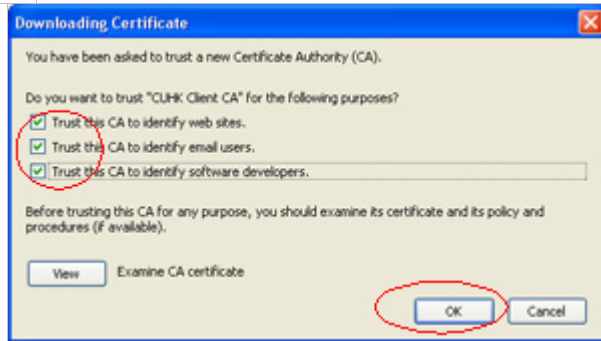 Downloading Certificate
You have been asked to trust a new Certificate Authority (CA).
Do you want to trust "CUHK Client CA" for the following purposes?
Trust this CA to identify web sites.
Trust this CA to identify email users.
Trust this CA to identify software developers.
Before trusting this CA for any purpose, you should examine its certificate and its policy and
procedures (if available).
View Examine CA certificate
OK Cancel